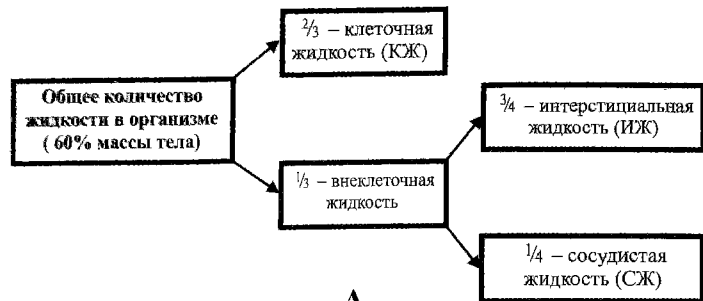 ⅔ – клеточная
жидкость (КЖ)
Общее количество
жидкости в организме
( 60% массы тела)
¾ – интерстициальная
жидкость (ИЖ)
⅓ – внеклеточная
жидкость
¼ – сосудистая
жидкость (СЖ)
А